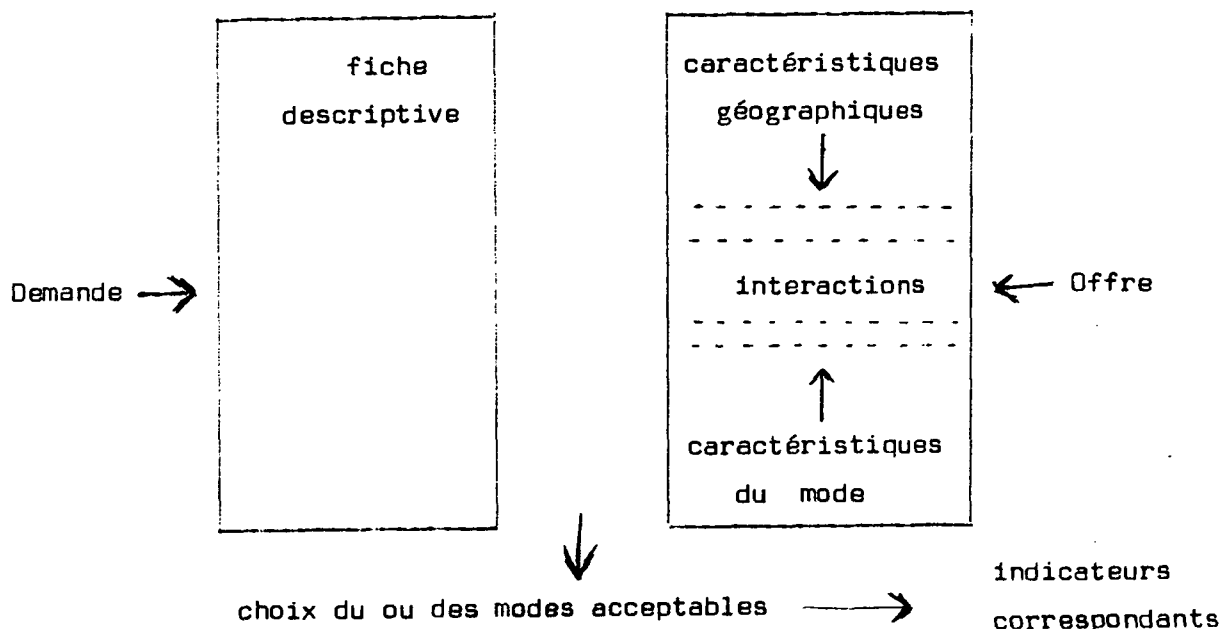 fiche
descriptive
caractéristiques
géographiques
Demande
interactions
Offre
caractéristiques
du mode
choix du ou des modes acceptables
indicateurs
correspondants